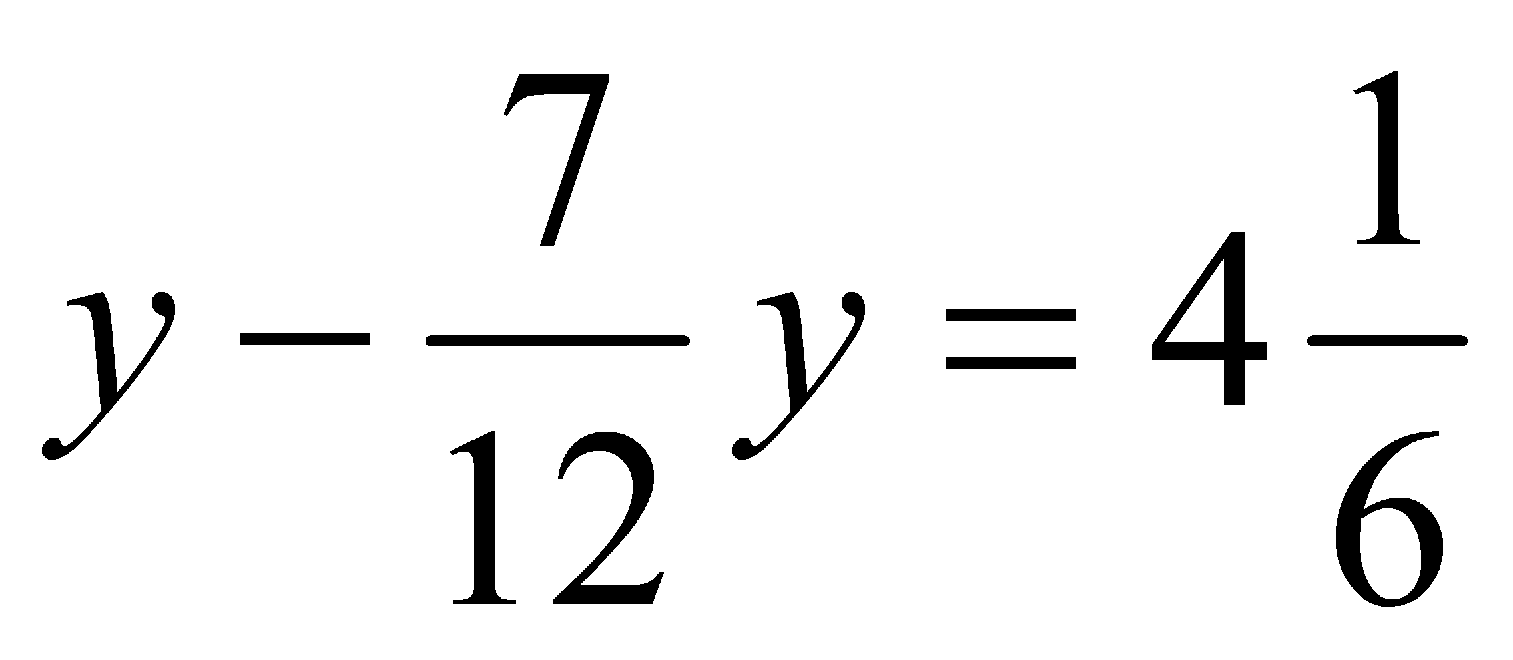 y − 7/12 y = 4 1/6